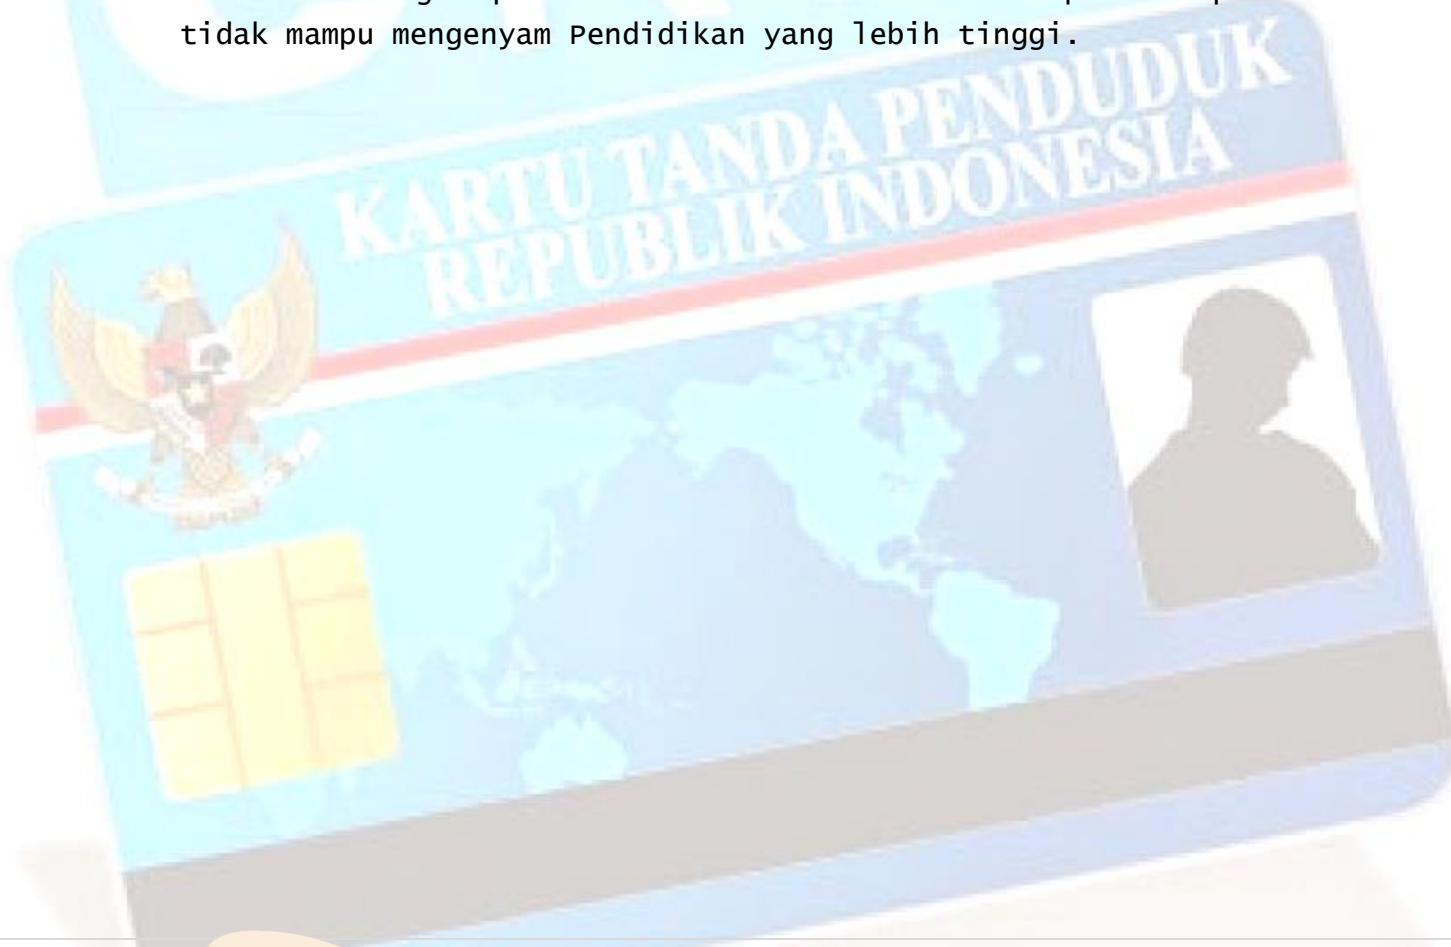 tidak mampu mengenyam Pendidikan yang lebih tinggi.
KARTU TANDA PENDUDUK
REPUBLIK INDONESIA